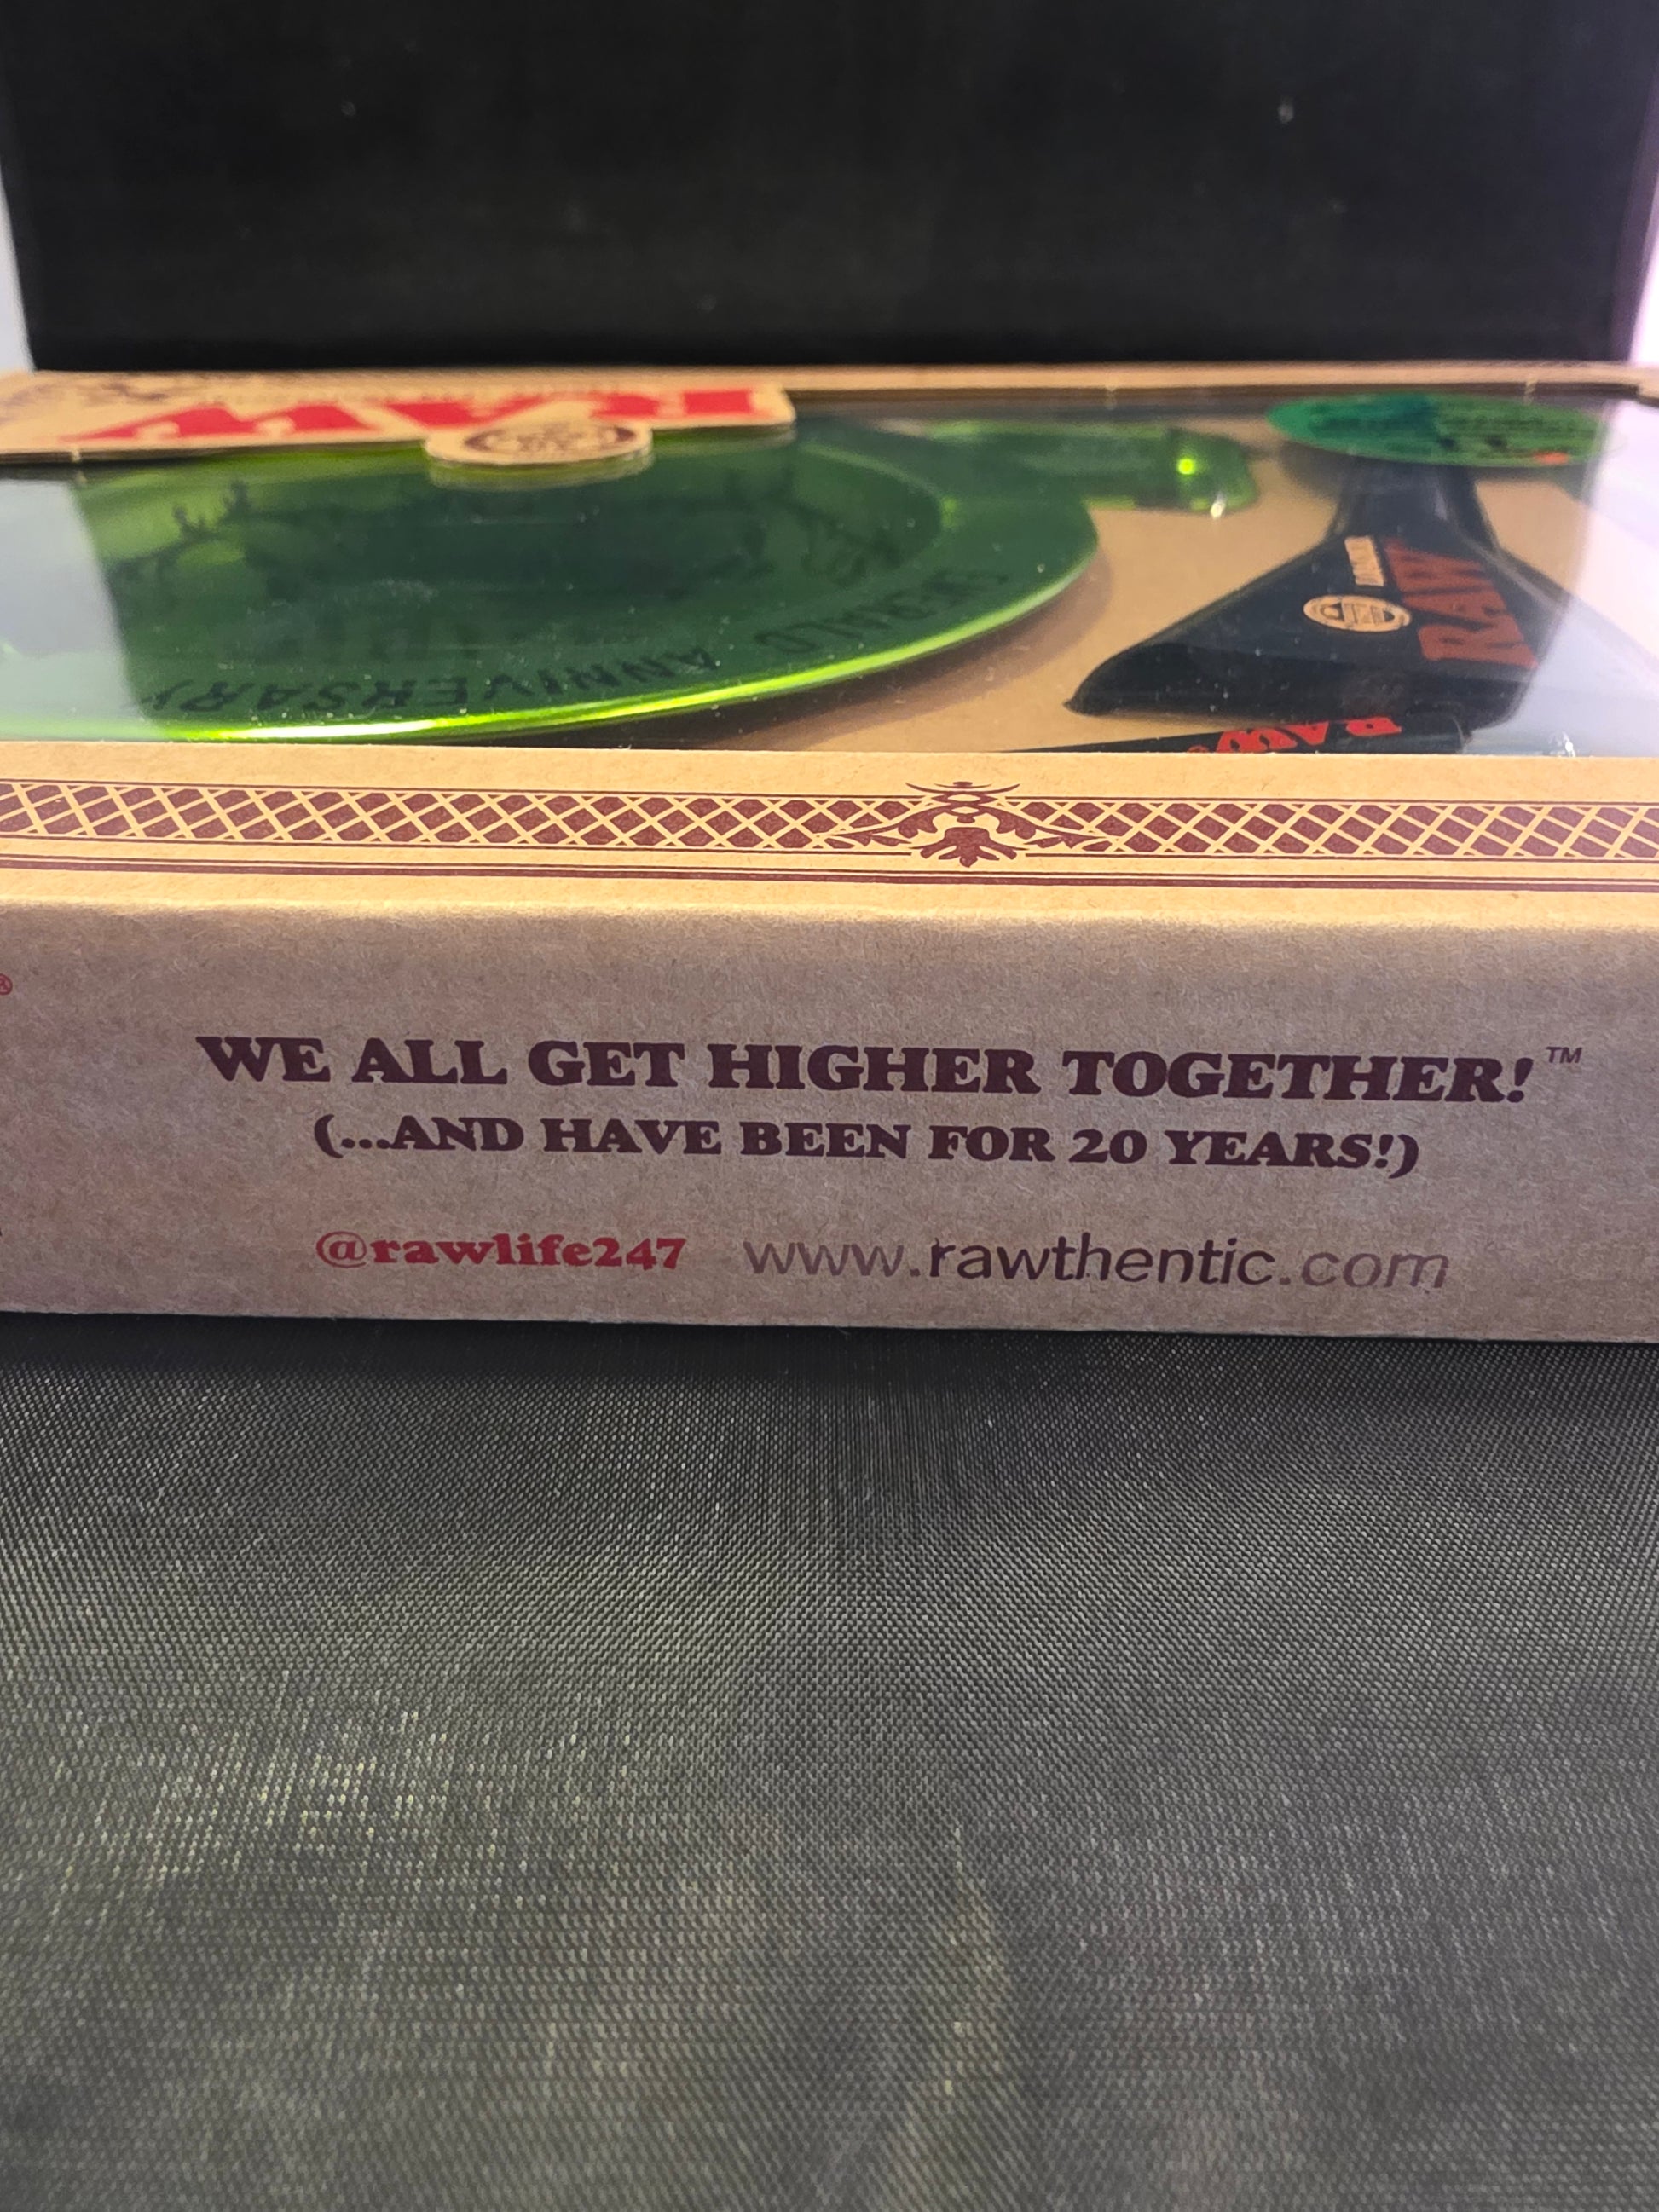 RAW
ANNIVERSARY
RAW
RAW
®
WE ALL GET HIGHER TOGETHER!™
(...AND HAVE BEEN FOR 20 YEARS!)
@rawlife247 www.rawthentic.com